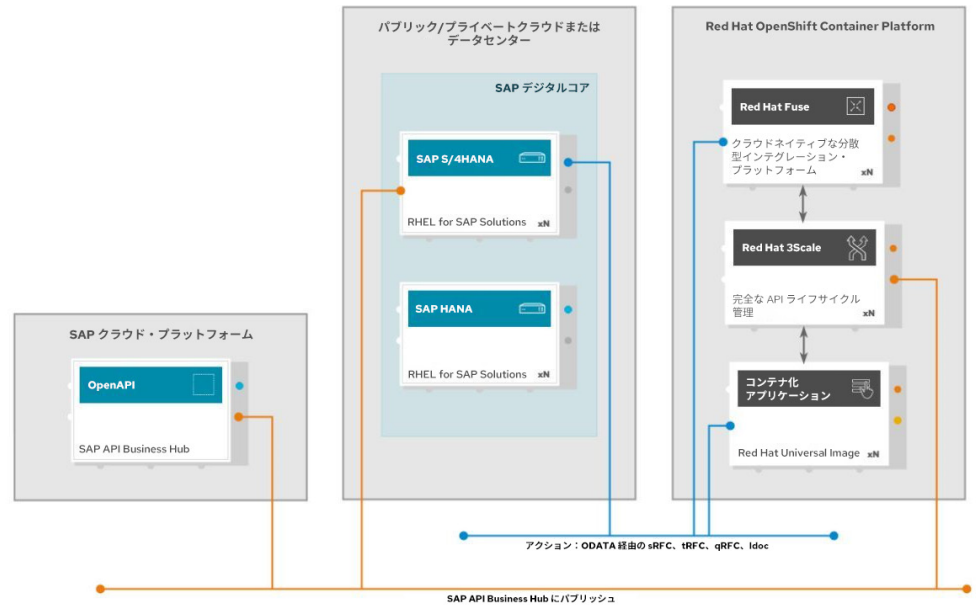 パブリック/プライベートクラウドまたは
データセンター
SAP デジタルコア
SAP S/4HANA
RHEL for SAP Solutions xN
SAP HANA
RHEL for SAP Solutions xN
Red Hat OpenShift Container Platform
Red Hat Fuse
クラウドネイティブな分散
型インテグレーション・
プラットフォーム xN
Red Hat 3Scale
完全な API ライフサイクル
管理 xN
コンテナ化
アプリケーション
Red Hat Universal Image xN
SAP クラウド・プラットフォーム
OpenAPI
SAP API Business Hub
アクション：ODATA 経由の sRFC、tRFC、qRFC、Idoc
SAP API Business Hub にパブリッシュ